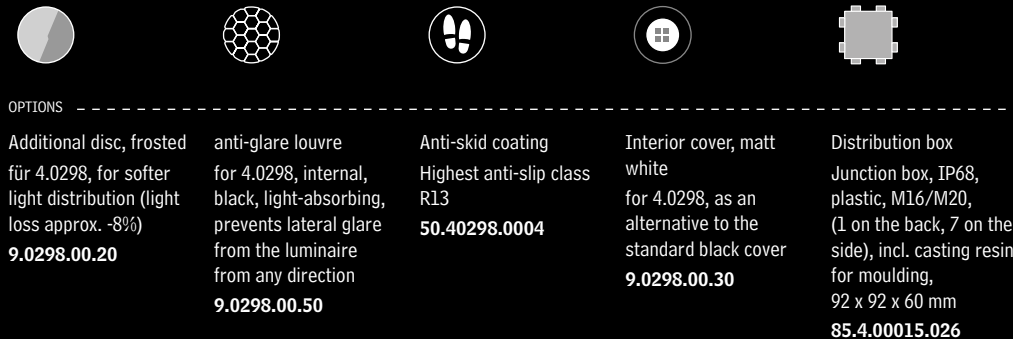 OPTIONS
Additional disc, frosted
für 4.0298, for softer
light distribution (light
loss approx. -8%)
9.0298.00.20
anti-glare louvre
for 4.0298, internal,
black, light-absorbing,
prevents lateral glare
from the luminaire
from any direction
9.0298.00.50
Anti-skid coating
Highest anti-slip class
R13
50.40298.0004
Interior cover, matt
white
for 4.0298, as an
alternative to the
standard black cover
9.0298.00.30
Distribution box
Junction box, IP68,
plastic, M16/M20,
(1 on the back, 7 on the
side), incl. casting resin
for moulding,
92 x 92 x 60 mm
85.4.00015.026